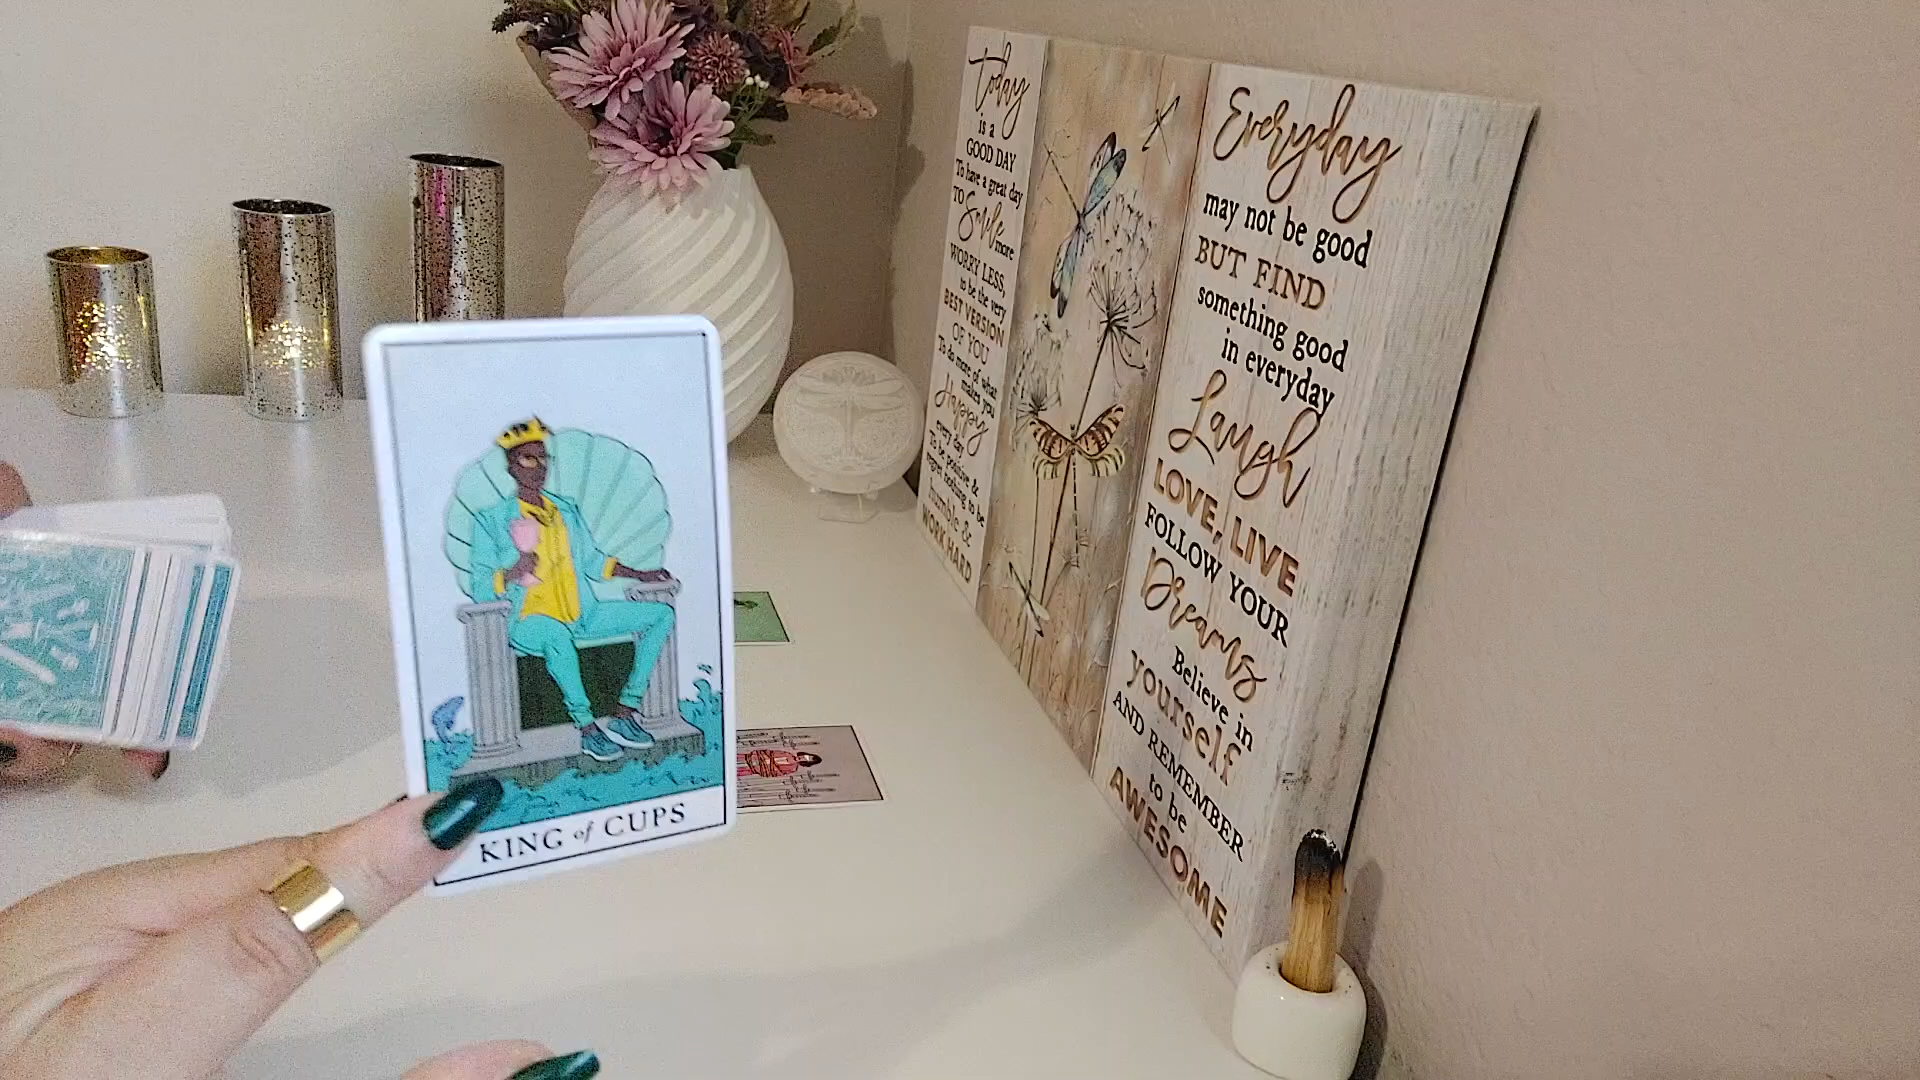 KING of CUPS
today
is a
GOOD DAY
To have a great day
TO Smile more
WORRY LESS,
to be the very
BEST VERSION
OF YOU
To do more of what
makes you
Happy
every day
To be positive &
regret nothing to be
humble &
WORK HARD
Everyday
may not be good
BUT FIND
something good
in everyday
Laugh
LOVE, LIVE
FOLLOW YOUR
Dreams
Believe in
yourself
AND REMEMBER
to be
AWESOME